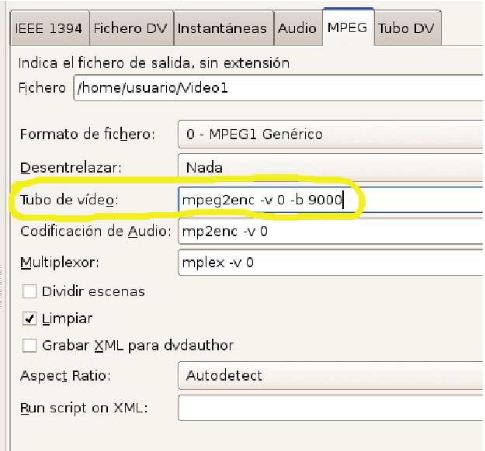 IEEE 1394 Fichero DV Instantáneas Audio MPEG Tubo DV
Indica el fichero de salida, sin extensión
Fichero /home/usuario/Video1
Formato de fichero: 0 - MPEG1 Genérico
Desentrelazar: Nada
Tubo de vídeo: mpeg2enc -v 0 -b 9000
Codificación de Audio: mp2enc -v 0
Multiplexor: mplex -v 0
Dividir escenas
Limpiar
Grabar XML para dvdauthor
Aspect Ratio: Autodetect
Run script on XML: